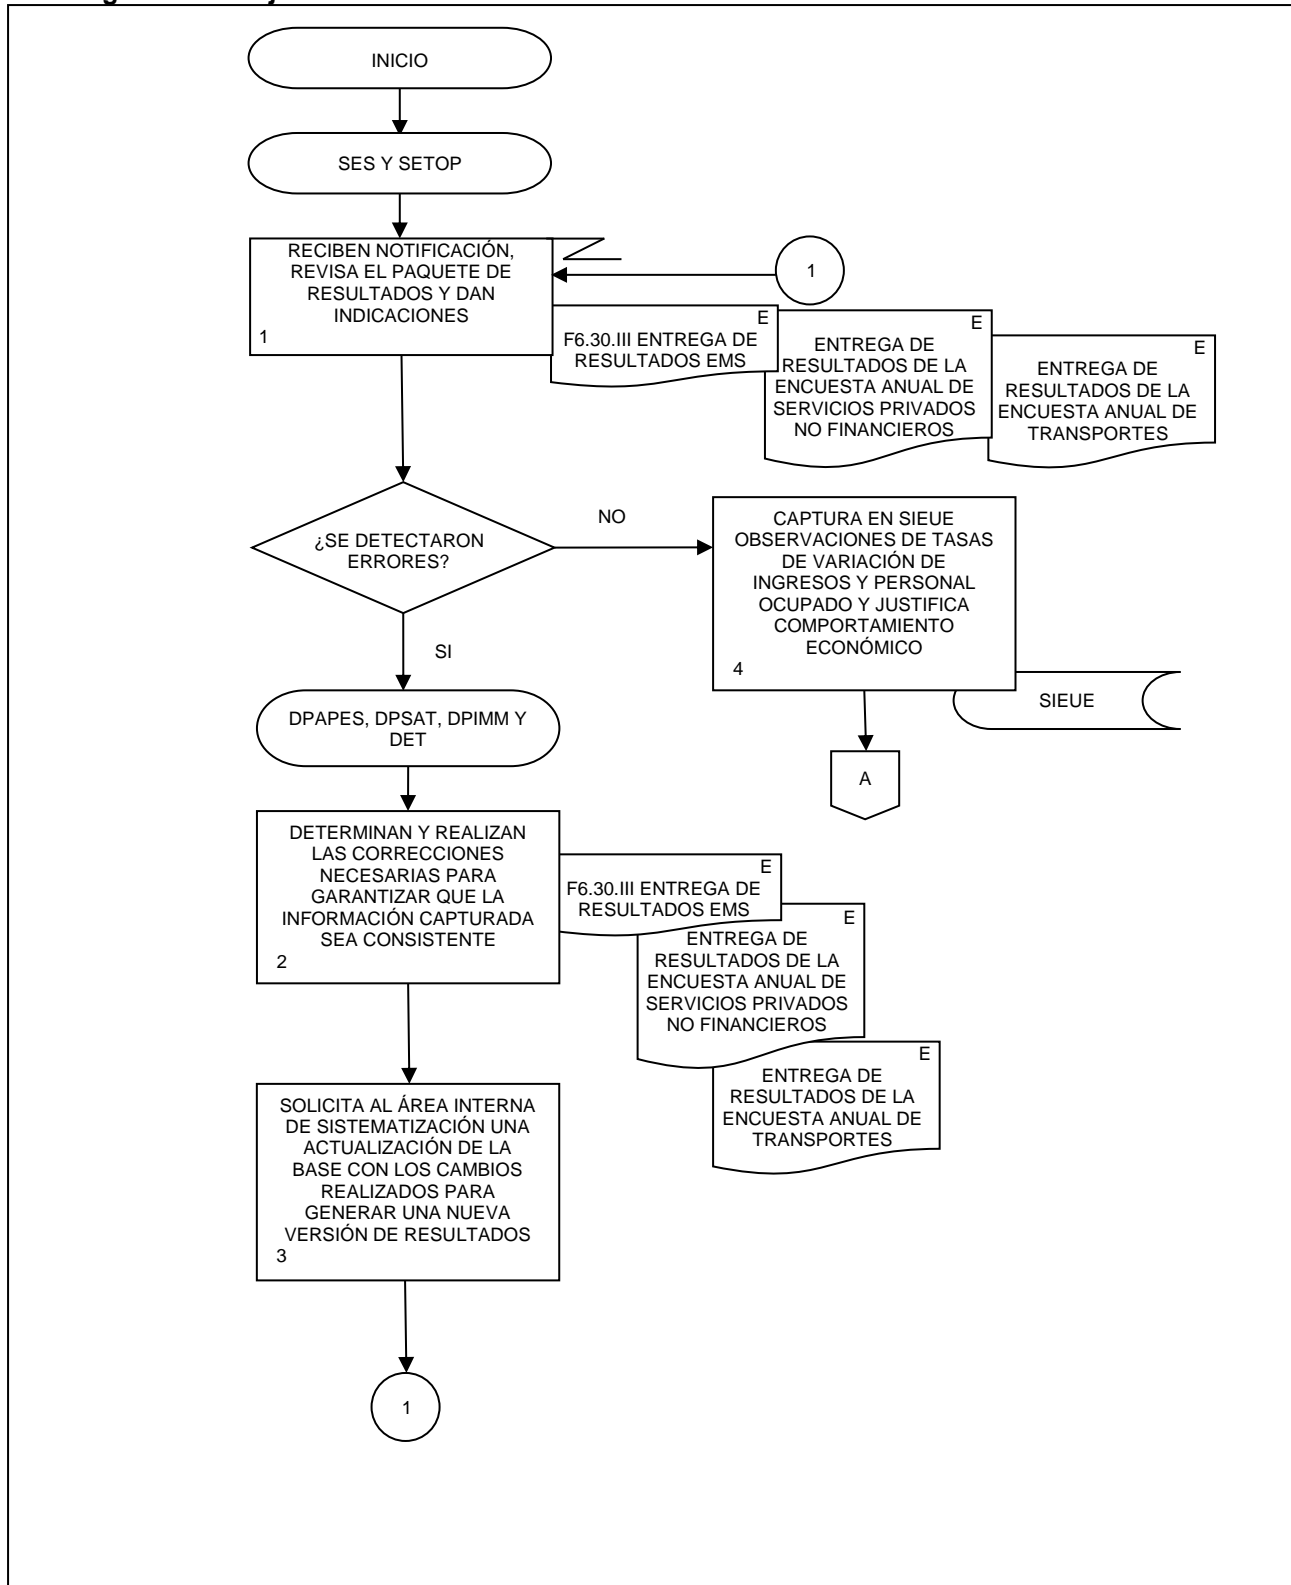 INICIO
SES Y SETOP
RECIBEN NOTIFICACIÓN,
REVISA EL PAQUETE DE
RESULTADOS Y DAN
INDICACIONES
1
1
E
F6.30.III ENTREGA DE
RESULTADOS EMS
E
ENTREGA DE
RESULTADOS DE LA
ENCUESTA ANUAL DE
SERVICIOS PRIVADOS
NO FINANCIEROS
E
ENTREGA DE
RESULTADOS DE LA
ENCUESTA ANUAL DE
TRANSPORTES
¿SE DETECTARON
ERRORES?
NO
CAPTURA EN SIEUE
OBSERVACIONES DE TASAS
DE VARIACIÓN DE
INGRESOS Y PERSONAL
OCUPADO Y JUSTIFICA
COMPORTAMIENTO
ECONÓMICO
4
SIEUE
A
SI
DPAPES, DPSAT, DPIMM Y
DET
DETERMINAN Y REALIZAN
LAS CORRECCIONES
NECESARIAS PARA
GARANTIZAR QUE LA
INFORMACIÓN CAPTURADA
SEA CONSISTENTE
2
E
F6.30.III ENTREGA DE
RESULTADOS EMS
E
ENTREGA DE
RESULTADOS DE LA
ENCUESTA ANUAL DE
SERVICIOS PRIVADOS
NO FINANCIEROS
E
ENTREGA DE
RESULTADOS DE LA
ENCUESTA ANUAL DE
TRANSPORTES
SOLICITA AL ÁREA INTERNA
DE SISTEMATIZACIÓN UNA
ACTUALIZACIÓN DE LA
BASE CON LOS CAMBIOS
REALIZADOS PARA
GENERAR UNA NUEVA
VERSIÓN DE RESULTADOS
3
1